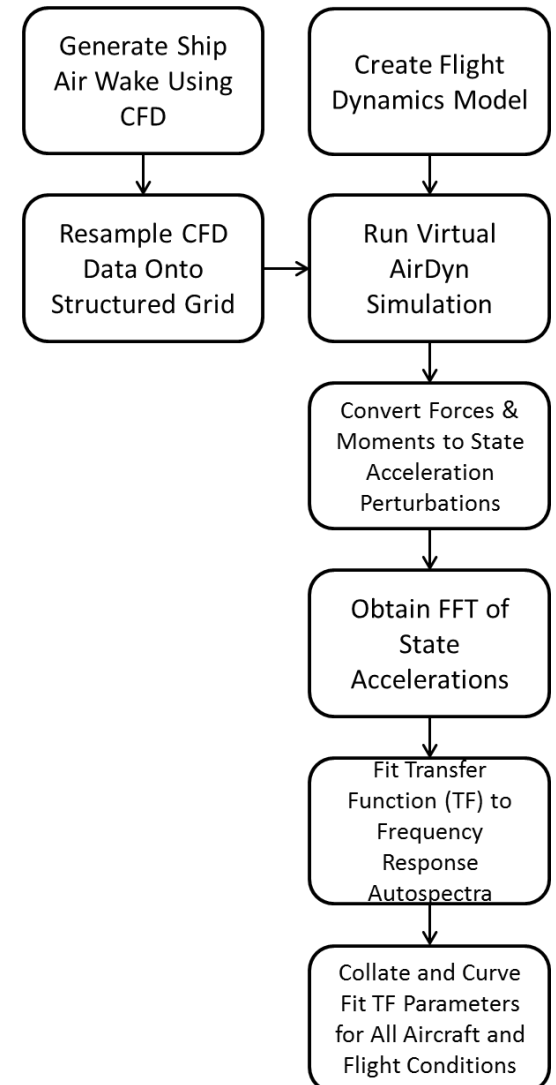 Generate Ship
Air Wake Using
CFD
Create Flight
Dynamics Model
Resample CFD
Data Onto
Structured Grid
Run Virtual
AirDyn
Simulation
Convert Forces &
Moments to State
Acceleration
Perturbations
Obtain FFT of
State
Accelerations
Fit Transfer
Function (TF) to
Frequency
Response
Autospectra
Collate and Curve
Fit TF Parameters
for All Aircraft and
Flight Conditions